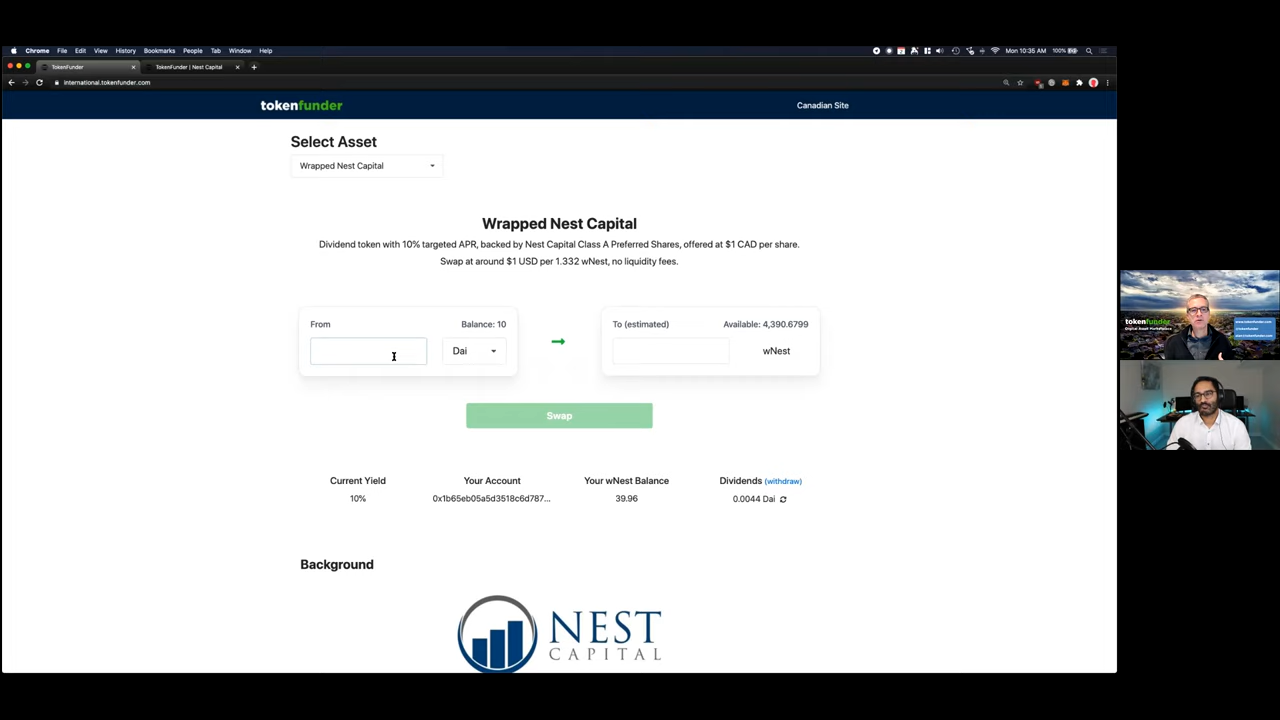 Chrome File Edit View History Bookmarks People Tab Window Help
Mon 10:35 AM 100%
TokenFunder
TokenFunder | Nest Capital
international.tokenfunder.com
tokenfunder
Canadian Site
Select Asset
Wrapped Nest Capital
Wrapped Nest Capital
Dividend token with 10% targeted APR, backed by Nest Capital Class A Preferred Shares, offered at $1 CAD per share.
Swap at around $1 USD per 1.332 wNest, no liquidity fees.
From Balance: 10
To (estimated) Available: 4,390.6799
Dai
wNest
Swap
Current Yield Your Account Your wNest Balance Dividends (withdraw)
10% 0x1b65eb05a5d3518c6d787... 39.96 0.0044 Dai
Background
NEST
CAPITAL
tokenfunder
Digital Asset Marketplace